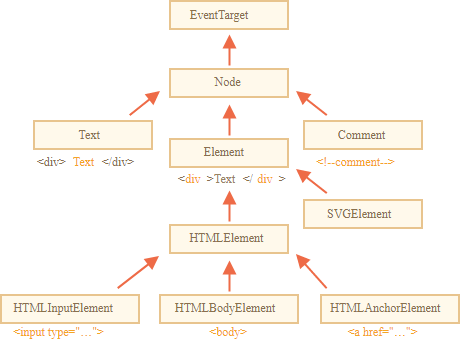 EventTarget
Node
Text
<div> Text </div>
Element
<div >Text </ div >
Comment
<!--comment-->
SVGElement
HTMLElement
HTMLInputElement
<input type="…">
HTMLBodyElement
<body>
HTMLAnchorElement
<a href="…">